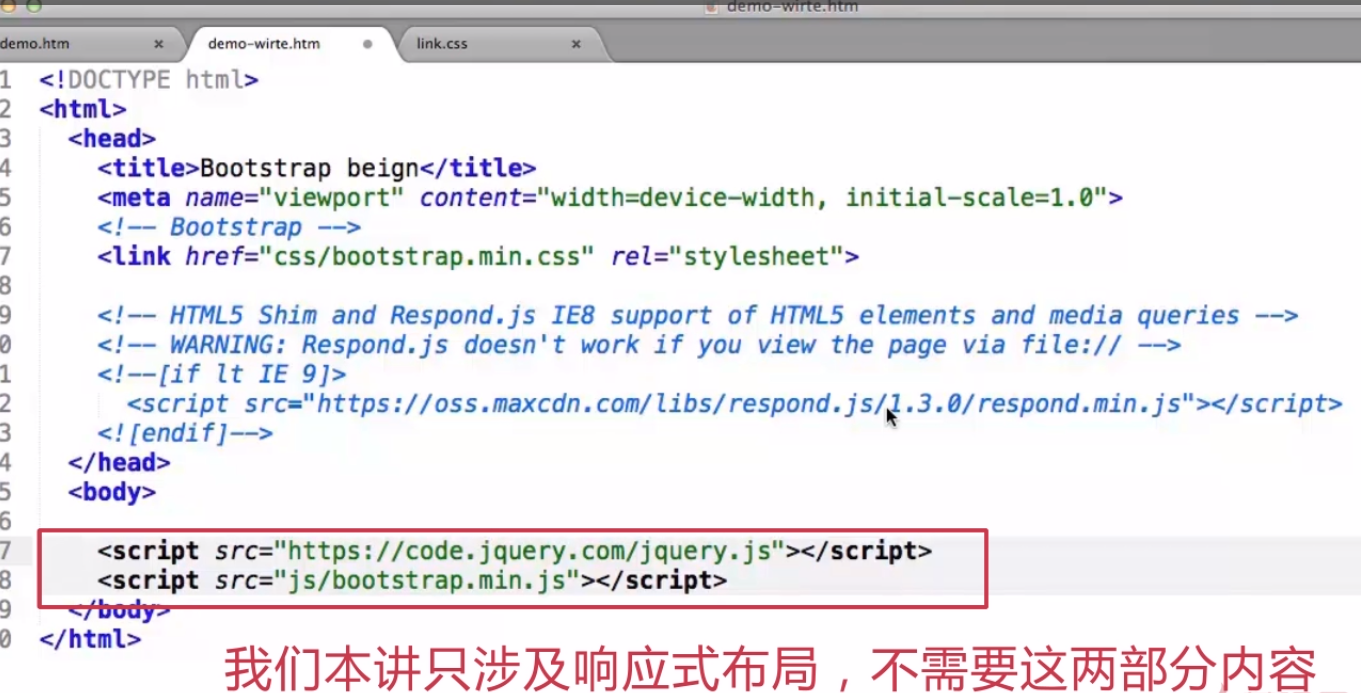 demo-wirte.htm
demo.htm × demo-wirte.htm ● link.css ×
1 <!DOCTYPE html>
2 <html>
3 <head>
4 <title>Bootstrap beign</title>
5 <meta name="viewport" content="width=device-width, initial-scale=1.0">
6 <!-- Bootstrap -->
7 <link href="css/bootstrap.min.css" rel="stylesheet">
8
9 <!-- HTML5 Shim and Respond.js IE8 support of HTML5 elements and media queries -->
0 <!-- WARNING: Respond.js doesn't work if you view the page via file:// -->
1 <!--[if lt IE 9]>
2 <script src="https://oss.maxcdn.com/libs/respond.js/1.3.0/respond.min.js"></script>
3 <![endif]-->
4 </head>
5 <body>
6
7 <script src="https://code.jquery.com/jquery.js"></script>
8 <script src="js/bootstrap.min.js"></script>
9 </body>
0 </html>
我们本讲只涉及响应式布局，不需要这两部分内容